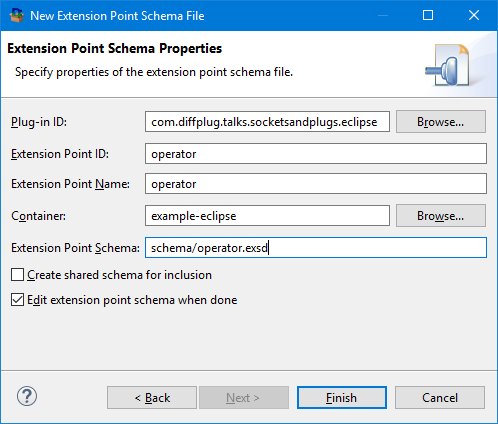 New Extension Point Schema File
Extension Point Schema Properties
Specify properties of the extension point schema file.
Plug-in ID: com.diffplug.talks.socketsandplugs.eclipse Browse...
Extension Point ID: operator
Extension Point Name: operator
Container: example-eclipse Browse...
Extension Point Schema: schema/operator.exsd
Create shared schema for inclusion
Edit extension point schema when done
? < Back Next > Finish Cancel